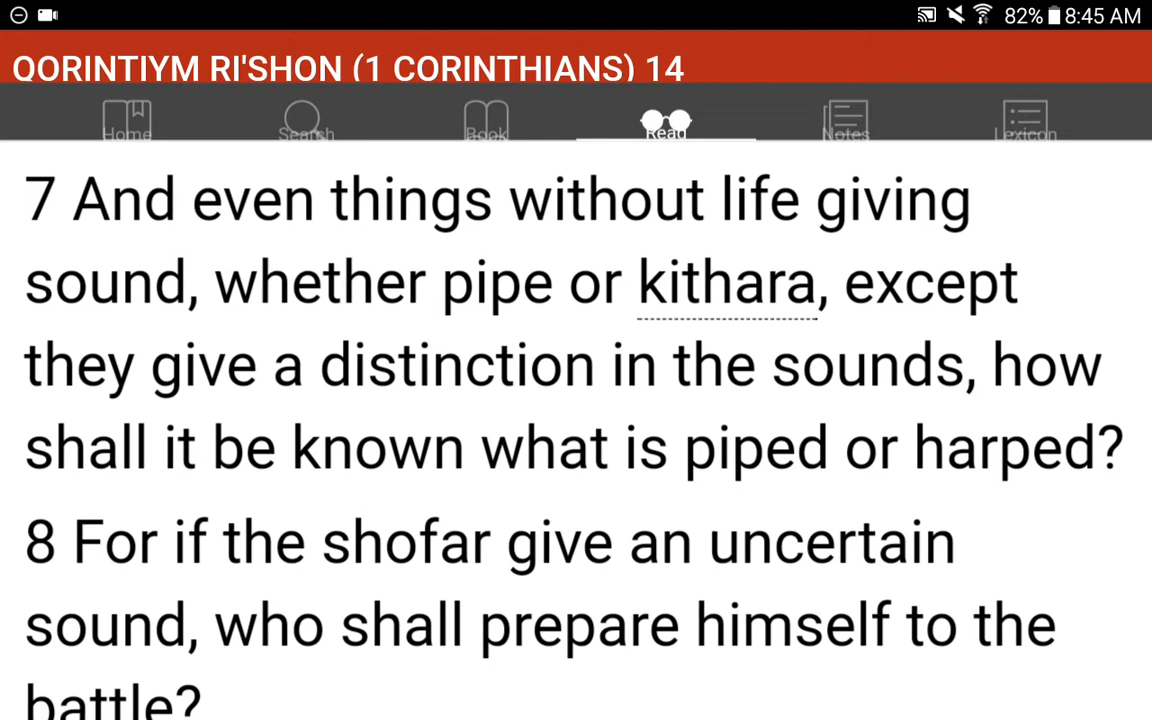 82% 8:45 AM
QORINTIYM RI'SHON (1 CORINTHIANS) 14
Home Search Book Read Notes Lexicon
7 And even things without life giving
sound, whether pipe or kithara, except
they give a distinction in the sounds, how
shall it be known what is piped or harped?
8 For if the shofar give an uncertain
sound, who shall prepare himself to the
battle?